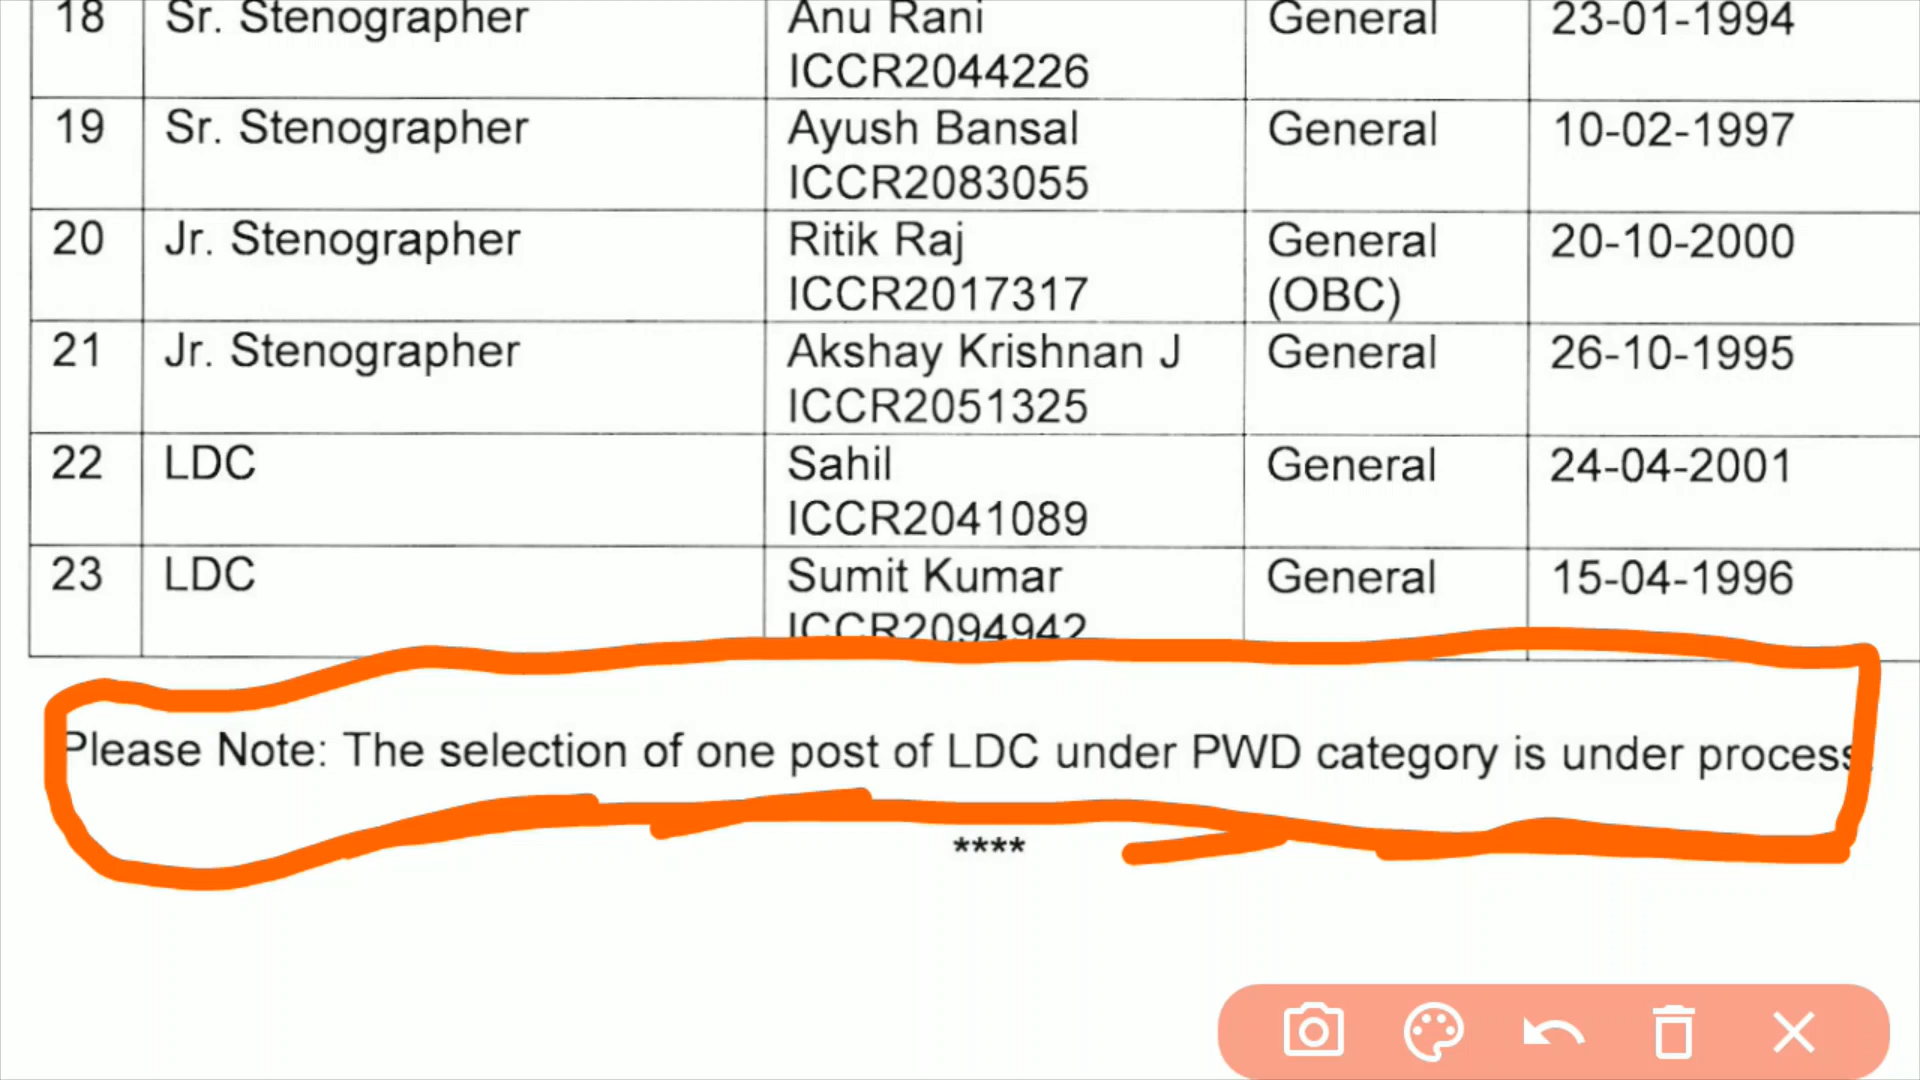 18 Sr. Stenographer Anu Rani General 23-01-1994
ICCR2044226
19 Sr. Stenographer Ayush Bansal General 10-02-1997
ICCR2083055
20 Jr. Stenographer Ritik Raj General 20-10-2000
ICCR2017317 (OBC)
21 Jr. Stenographer Akshay Krishnan J General 26-10-1995
ICCR2051325
22 LDC Sahil General 24-04-2001
ICCR2041089
23 LDC Sumit Kumar General 15-04-1996
ICCR2094942
Please Note: The selection of one post of LDC under PWD category is under process
****